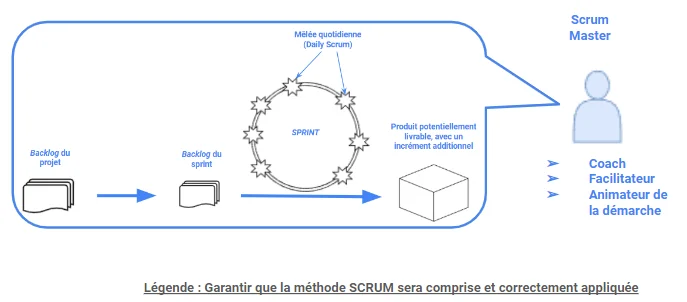 Mêlée quotidienne
(Daily Scrum)
Scrum
Master
SPRINT
Produit potentiellement
livrable, avec un
incrément additionnel
Backlog du
projet
Backlog du
sprint
➢ Coach
➢ Facilitateur
➢ Animateur de
la démarche
Légende : Garantir que la méthode SCRUM sera comprise et correctement appliquée